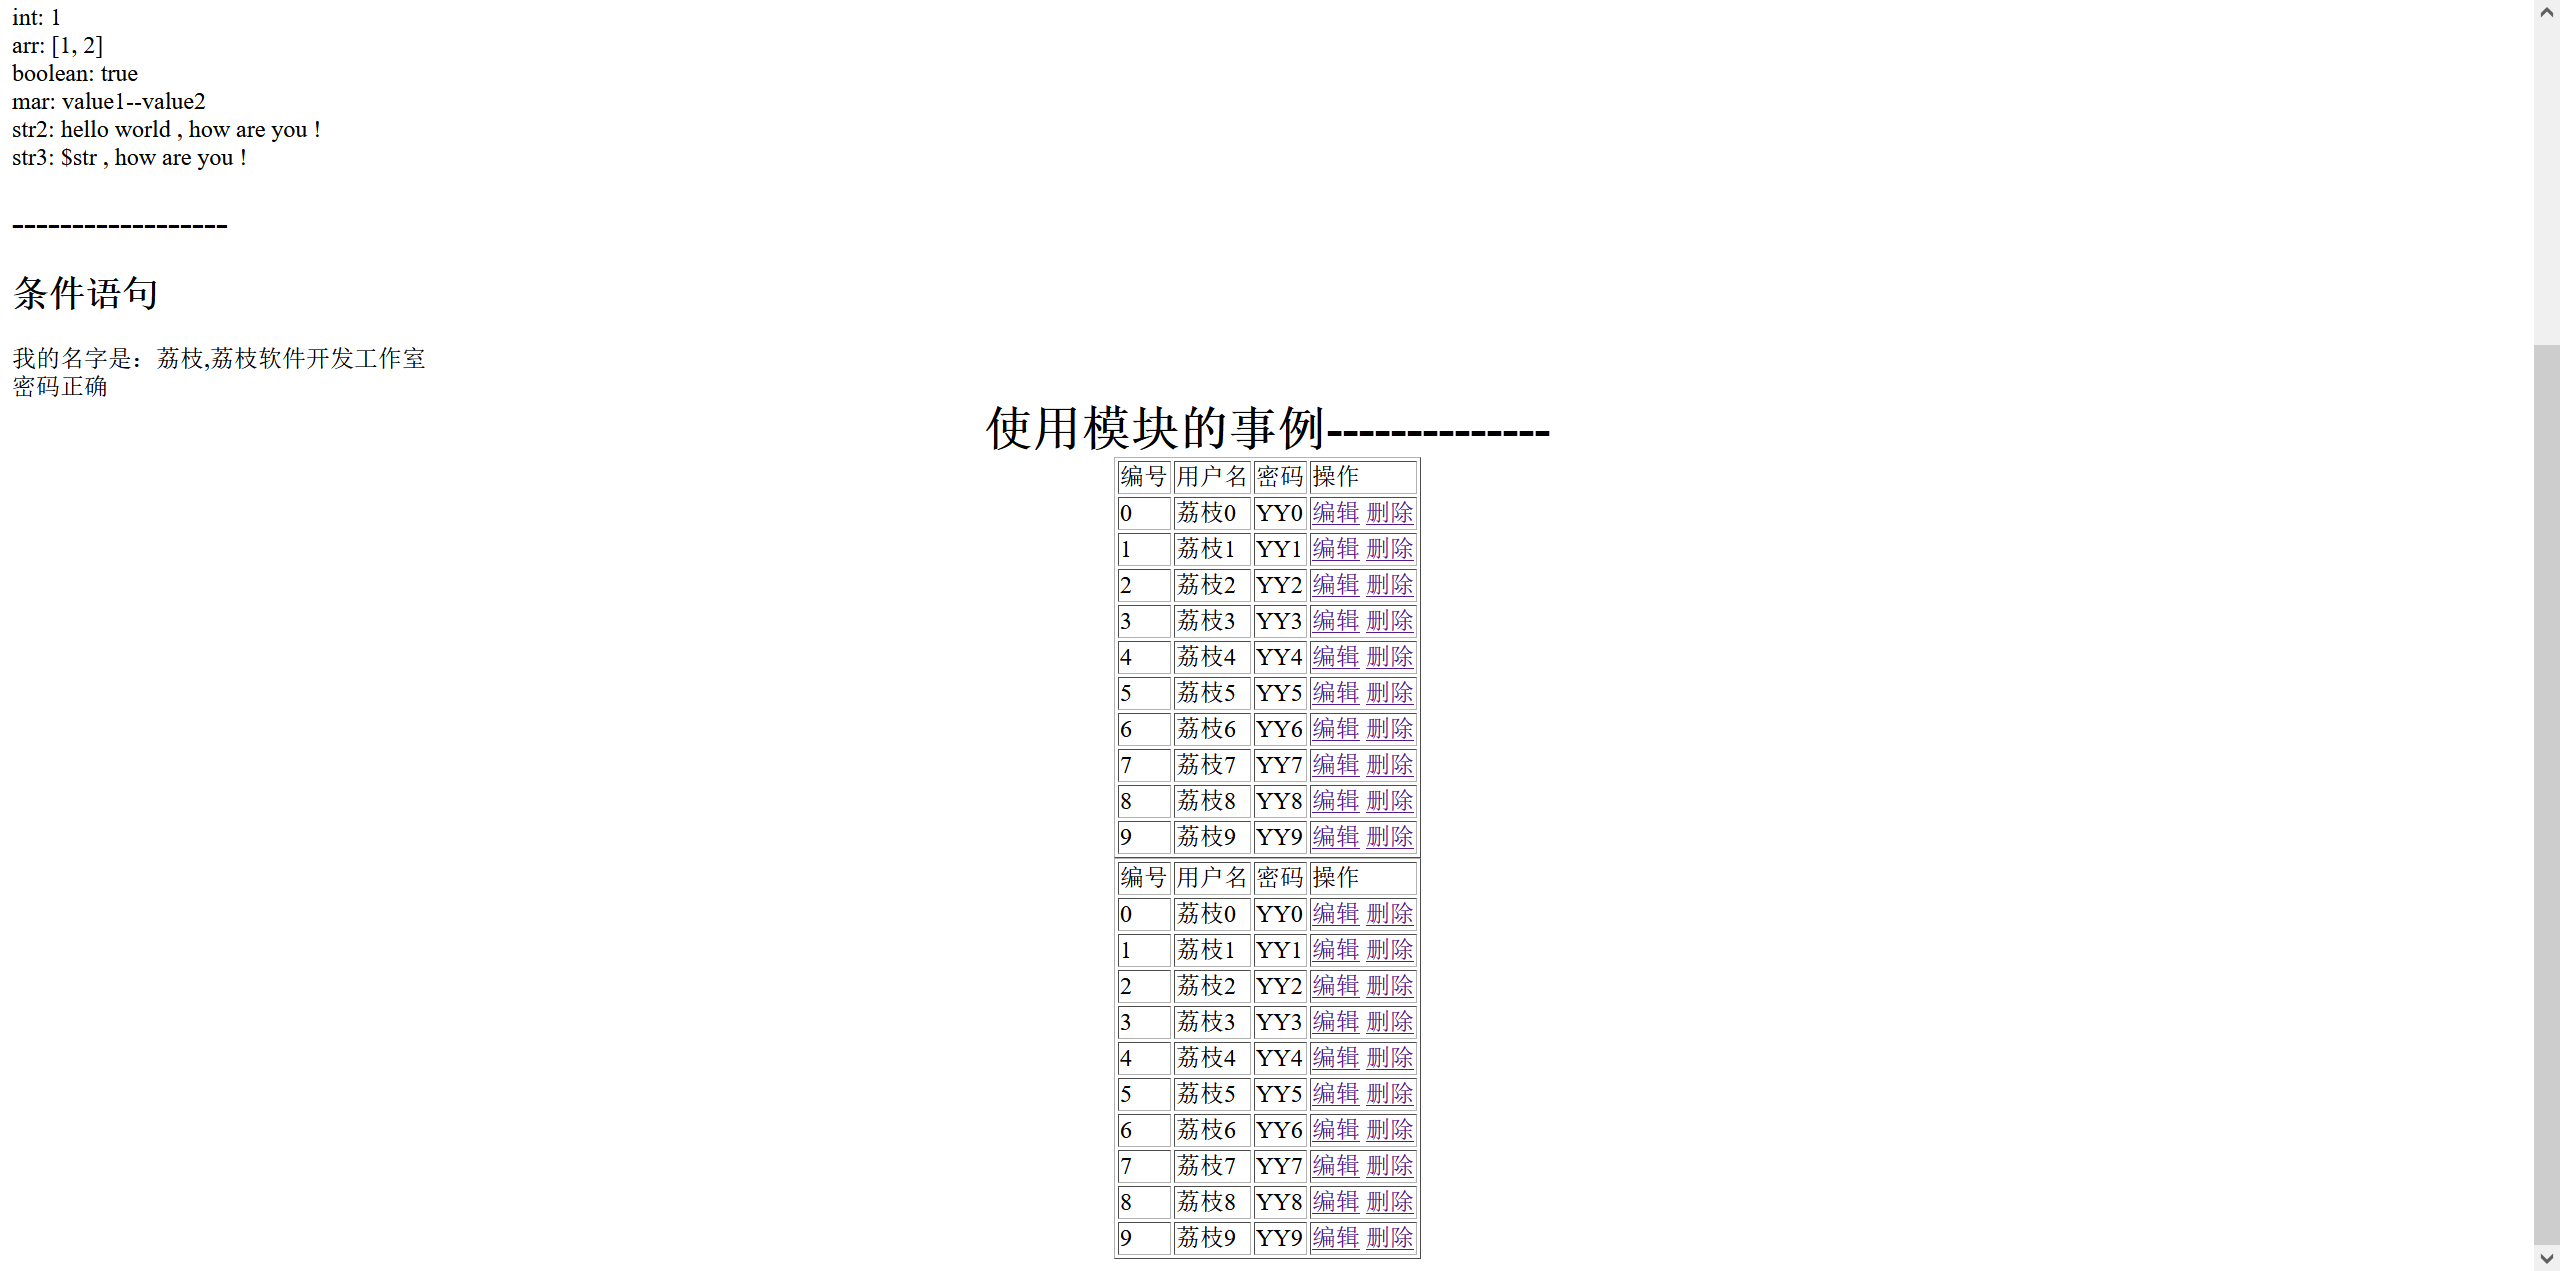 int: 1
arr: [1, 2]
boolean: true
mar: value1--value2
str2: hello world , how are you !
str3: $str , how are you !
------------------
条件语句
我的名字是：荔枝,荔枝软件开发工作室
密码正确
使用模块的事例--------------
编号 用户名 密码 操作
0 荔枝0 YY0 编辑 删除
1 荔枝1 YY1 编辑 删除
2 荔枝2 YY2 编辑 删除
3 荔枝3 YY3 编辑 删除
4 荔枝4 YY4 编辑 删除
5 荔枝5 YY5 编辑 删除
6 荔枝6 YY6 编辑 删除
7 荔枝7 YY7 编辑 删除
8 荔枝8 YY8 编辑 删除
9 荔枝9 YY9 编辑 删除
编号 用户名 密码 操作
0 荔枝0 YY0 编辑 删除
1 荔枝1 YY1 编辑 删除
2 荔枝2 YY2 编辑 删除
3 荔枝3 YY3 编辑 删除
4 荔枝4 YY4 编辑 删除
5 荔枝5 YY5 编辑 删除
6 荔枝6 YY6 编辑 删除
7 荔枝7 YY7 编辑 删除
8 荔枝8 YY8 编辑 删除
9 荔枝9 YY9 编辑 删除